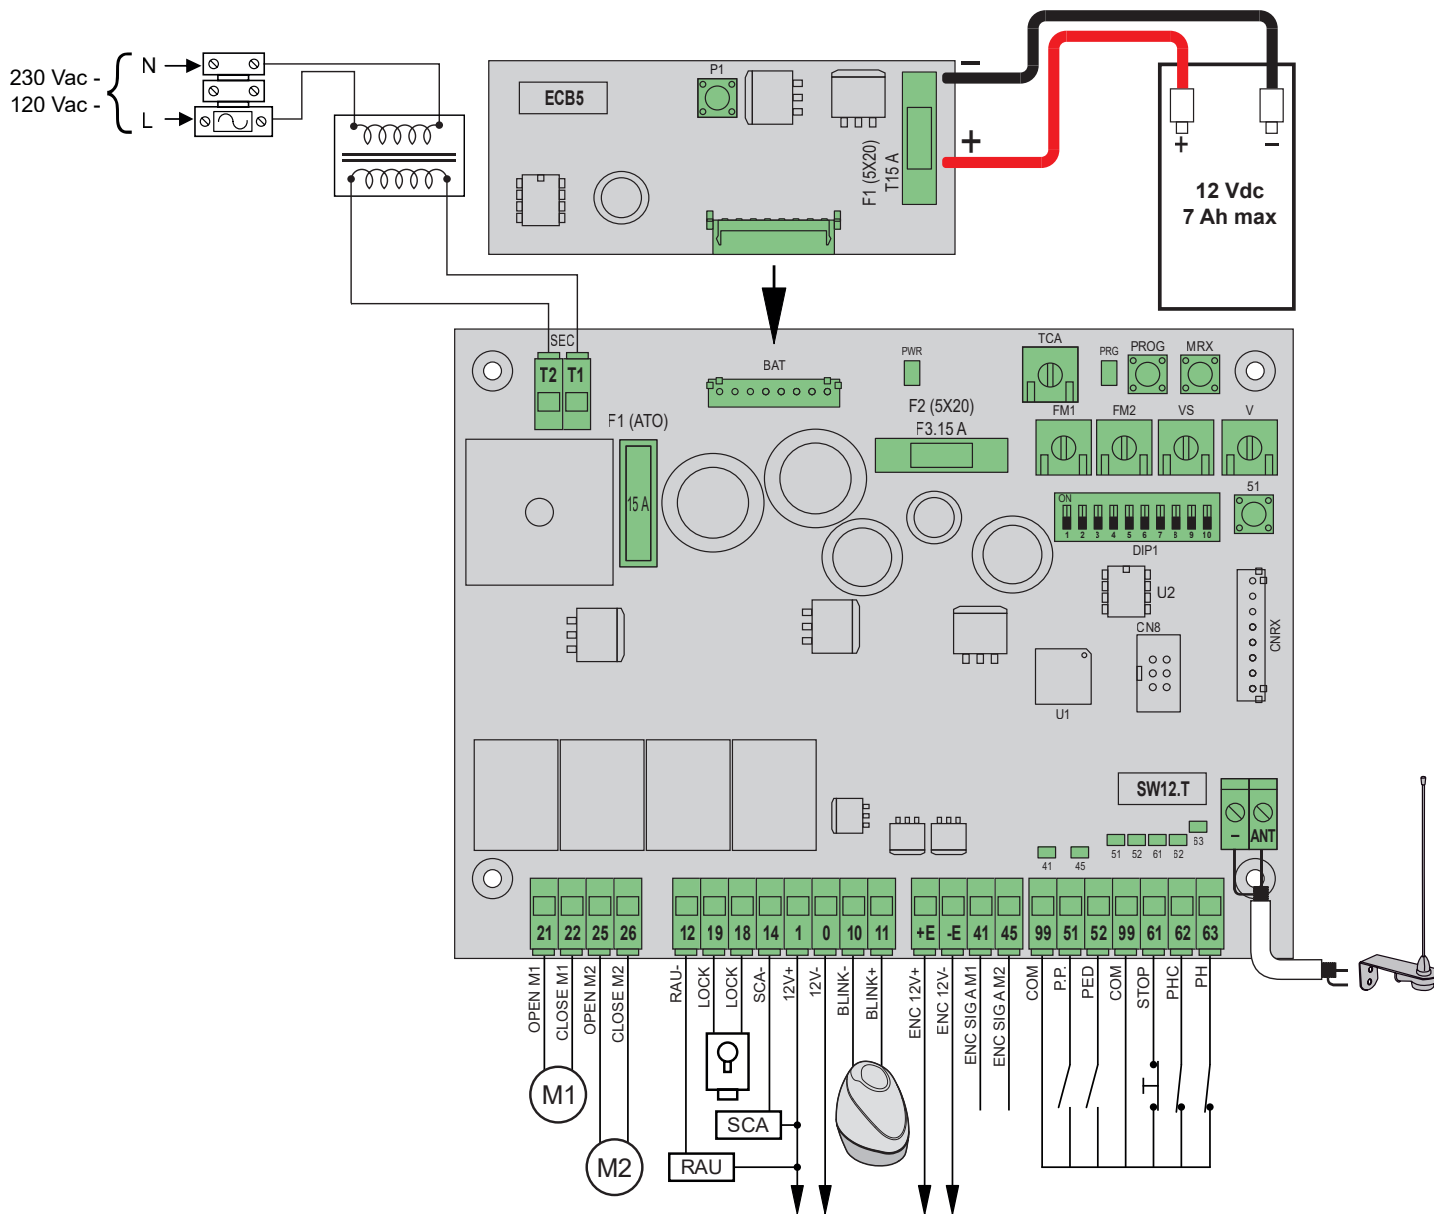 230 Vac -
120 Vac -
N
L
ECB5
P1
F1 (5X20)
T15 A
–
+
+
–
12 Vdc
7 Ah max
SEC
T2 T1
BAT
PWR
TCA
PRG
PROG
MRX
F1 (ATO)
15 A
F2 (5X20)
F3.15 A
FM1
FM2
VS
V
ON
1 2 3 4 5 6 7 8 9 10
DIP1
51
U2
CN8
CNRX
U1
SW12.T
– ANT
41
45
51
52
61
62
63
21 22 25 26
12 19 18 14 1 0 10 11
+E -E 41 45
99 51 52 99 61 62 63
OPEN M1
CLOSE M1
OPEN M2
CLOSE M2
RAU-
LOCK
LOCK
SCA-
12V+
12V-
BLINK-
BLINK+
ENC 12V+
ENC 12V-
ENC SIG A M1
ENC SIG A M2
COM
P.P.
PED
COM
STOP
PHC
PH
M1
M2
SCA
RAU